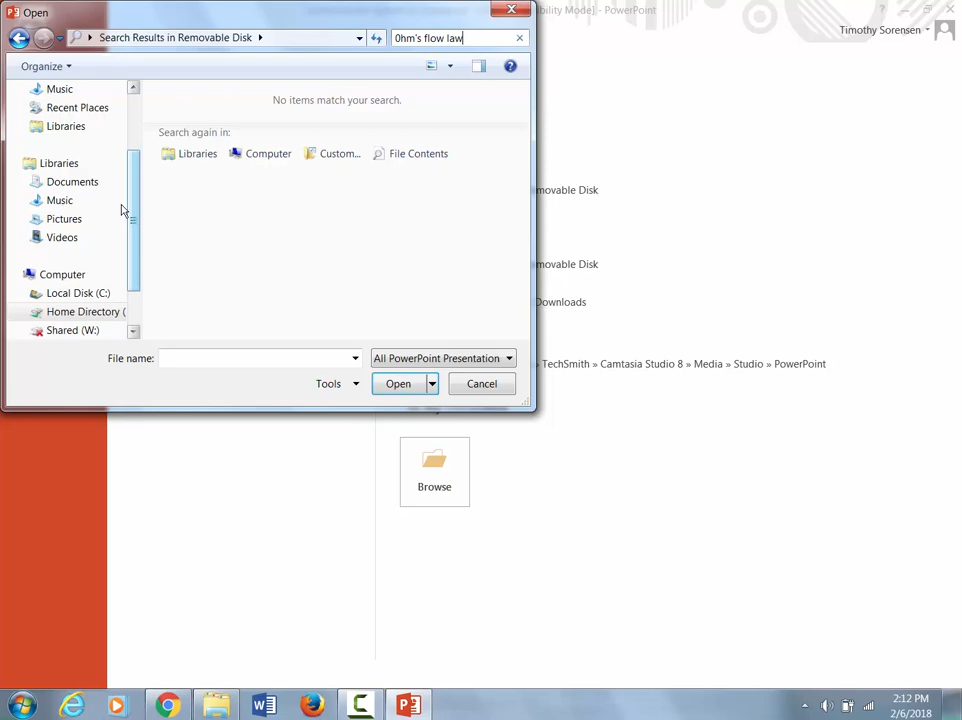 Open
ility Mode] - PowerPoint
Search Results in Removable Disk
0hm's flow law
Timothy Sorensen
Organize
Music
Recent Places
Libraries
No items match your search.
Search again in:
Libraries
Computer
Custom...
File Contents
Libraries
Documents
Music
Pictures
Videos
Computer
Local Disk (C:)
Home Directory (
Shared (W:)
movable Disk
movable Disk
Downloads
TechSmith » Camtasia Studio 8 » Media » Studio » PowerPoint
File name:
All PowerPoint Presentation
Tools
Open
Cancel
Browse
2:12 PM
2/6/2018